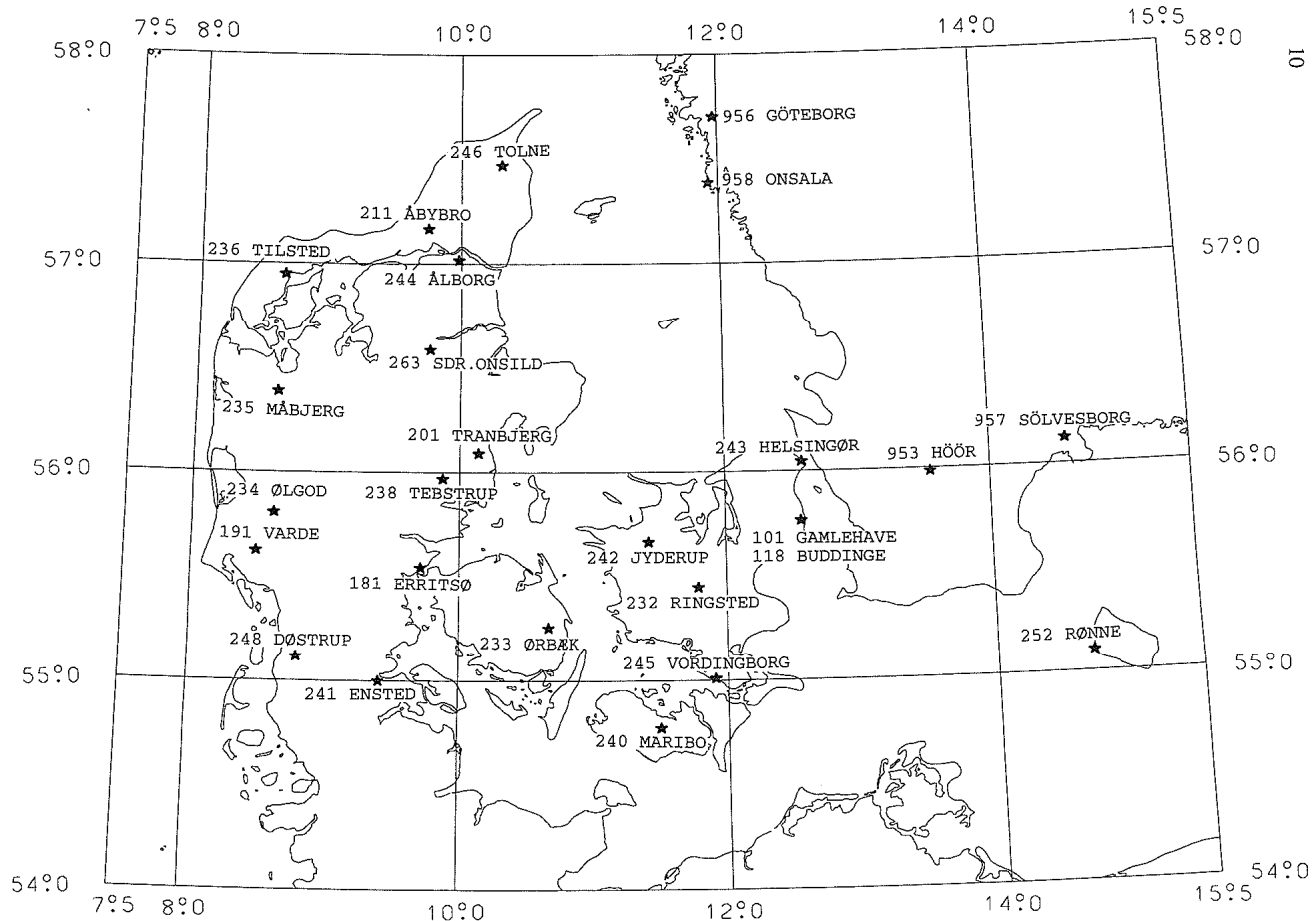 7°5 8°0 10°0 12°0 14°0 15°5
58°0 58°0
10
956 GÖTEBORG
246 TOLNE
958 ONSALA
211 ÅBYBRO
236 TILSTED
57°0 57°0
244 ÅLBORG
263 SDR.ONSILD
235 MÅBJERG
957 SÖLVESBORG
201 TRANBJERG
243 HELSINGØR
953 HÖÖR
56°0 56°0
234 ØLGOD
238 TEBSTRUP
191 VARDE
101 GAMLEHAVE
118 BUDDINGE
242 JYDERUP
181 ERRITSØ
232 RINGSTED
252 RØNNE
248 DØSTRUP
233 ØRBÆK
245 VORDINGBORG
55°0 55°0
241 ENSTED
240 MARIBO
54°0 54°0
7°5 8°0 10°0 12°0 14°0 15°5